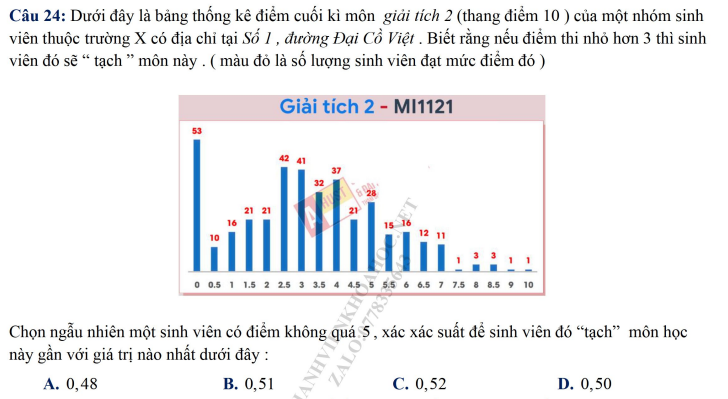 Câu 24: Dưới đây là bảng thống kê điểm cuối kì môn giải tích 2 (thang điểm 10 ) của một nhóm sinh
viên thuộc trường X có địa chỉ tại Số 1 , đường Đại Cồ Việt . Biết rằng nếu điểm thi nhỏ hơn 3 thì sinh
viên đó sẽ “ tạch ” môn này . ( màu đỏ là số lượng sinh viên đạt mức điểm đó )
Giải tích 2 - MI1121
53 10 16 21 21 42 41 32 37 21 28 15 16 12 11 1 3 3 1 1
0 0.5 1 1.5 2 2.5 3 3.5 4 4.5 5 5.5 6 6.5 7 7.5 8 8.5 9 10
Chọn ngẫu nhiên một sinh viên có điểm không quá 5 , xác xác suất để sinh viên đó “tạch” môn học
này gần với giá trị nào nhất dưới đây :
A. 0,48 B. 0,51 C. 0,52 D. 0,50